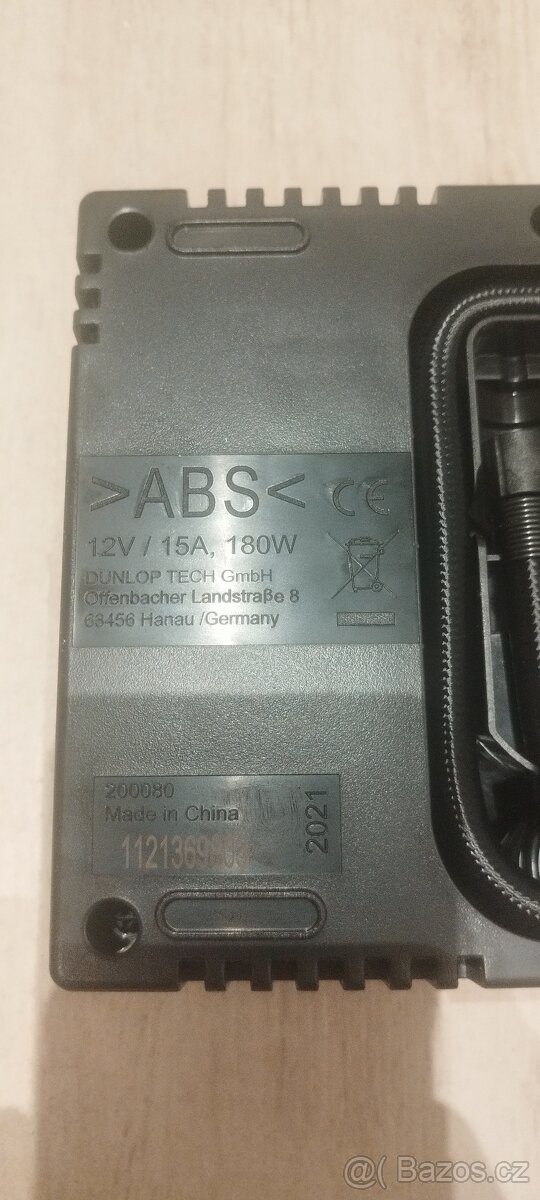 >ABS< CE
12V / 15A, 180W
DUNLOP TECH GmbH
Offenbacher Landstraße 8
63456 Hanau /Germany
200080
Made in China
2021
@( Bazos.cz